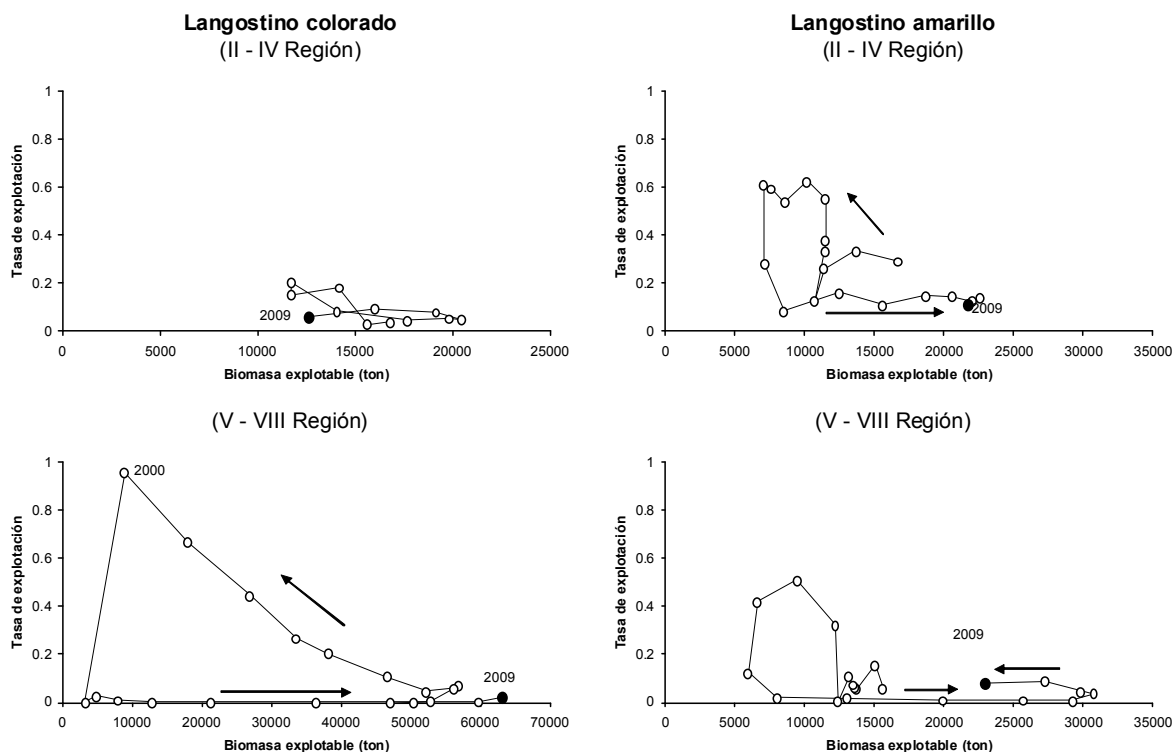 Langostino colorado
(II - IV Región)
1
0.8
0.6
0.4
0.2
0
Tasa de explotación
2009
0 5000 10000 15000 20000 25000
Biomasa explotable (ton)
Langostino amarillo
(II - IV Región)
1
0.8
0.6
0.4
0.2
0
Tasa de explotación
2009
0 5000 10000 15000 20000 25000 30000 35000
Biomasa explotable (ton)
(V - VIII Región)
1
0.8
0.6
0.4
0.2
0
Tasa de explotación
2000
2009
0 10000 20000 30000 40000 50000 60000 70000
Biomasa explotable (ton)
(V - VIII Región)
1
0.8
0.6
0.4
0.2
0
Tasa de explotación
2009
0 5000 10000 15000 20000 25000 30000 35000
Biomasa explotable (ton)